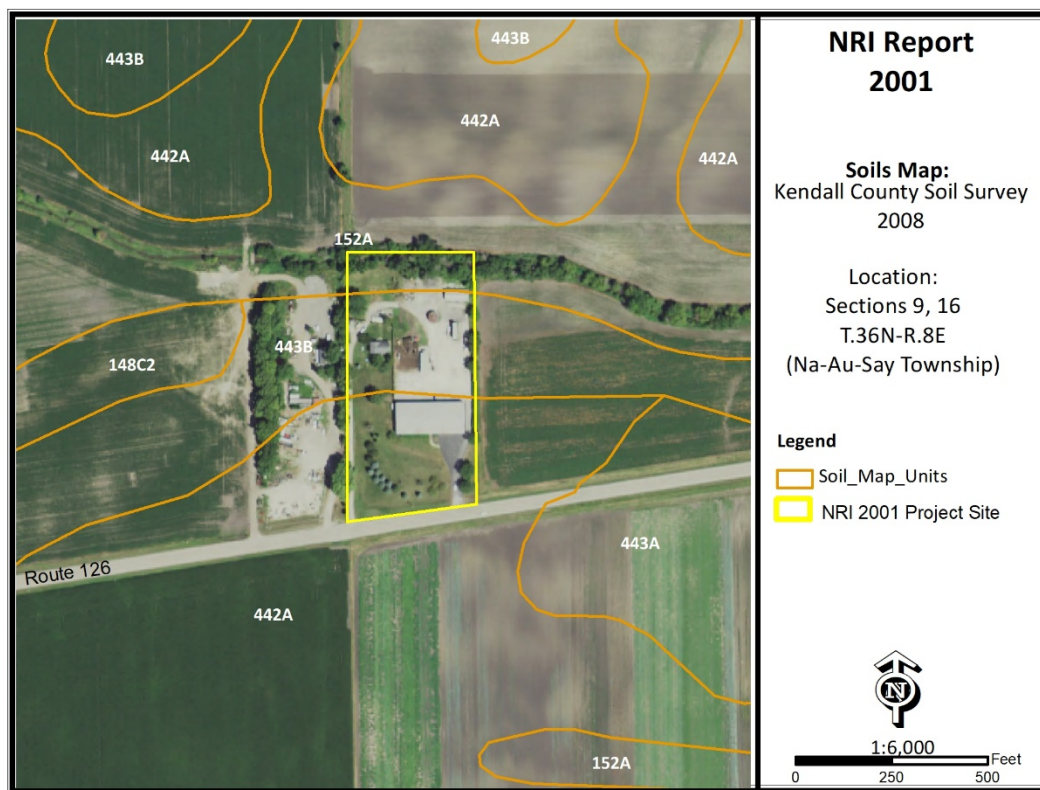 443B
443B
442A
442A
442A
152A
443B
148C2
443A
Route 126
442A
152A
NRI Report
2001
Soils Map:
Kendall County Soil Survey
2008
Location:
Sections 9, 16
T.36N-R.8E
(Na-Au-Say Township)
Legend
Soil_Map_Units
NRI 2001 Project Site
N
1:6,000
Feet
0 250 500